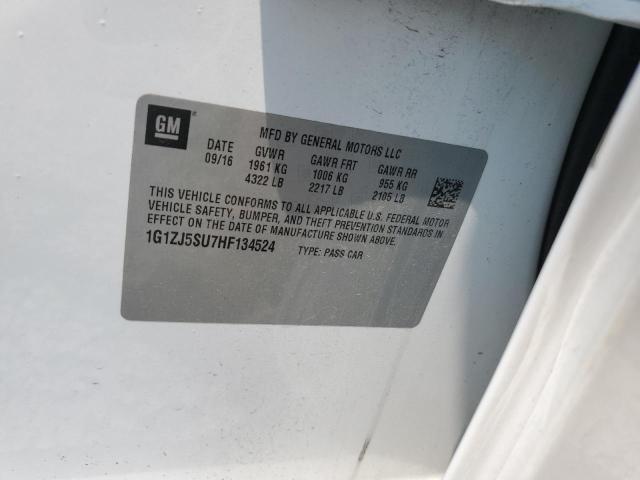 GM
MFD BY GENERAL MOTORS LLC
DATE GVWR GAWR FRT GAWR RR
09/16 1961 KG 1006 KG 955 KG
4322 LB 2217 LB 2105 LB
THIS VEHICLE CONFORMS TO ALL APPLICABLE U.S. FEDERAL MOTOR
VEHICLE SAFETY, BUMPER, AND THEFT PREVENTION STANDARDS IN
EFFECT ON THE DATE OF MANUFACTURE SHOWN ABOVE.
1G1ZJ5SU7HF134524 TYPE: PASS CAR